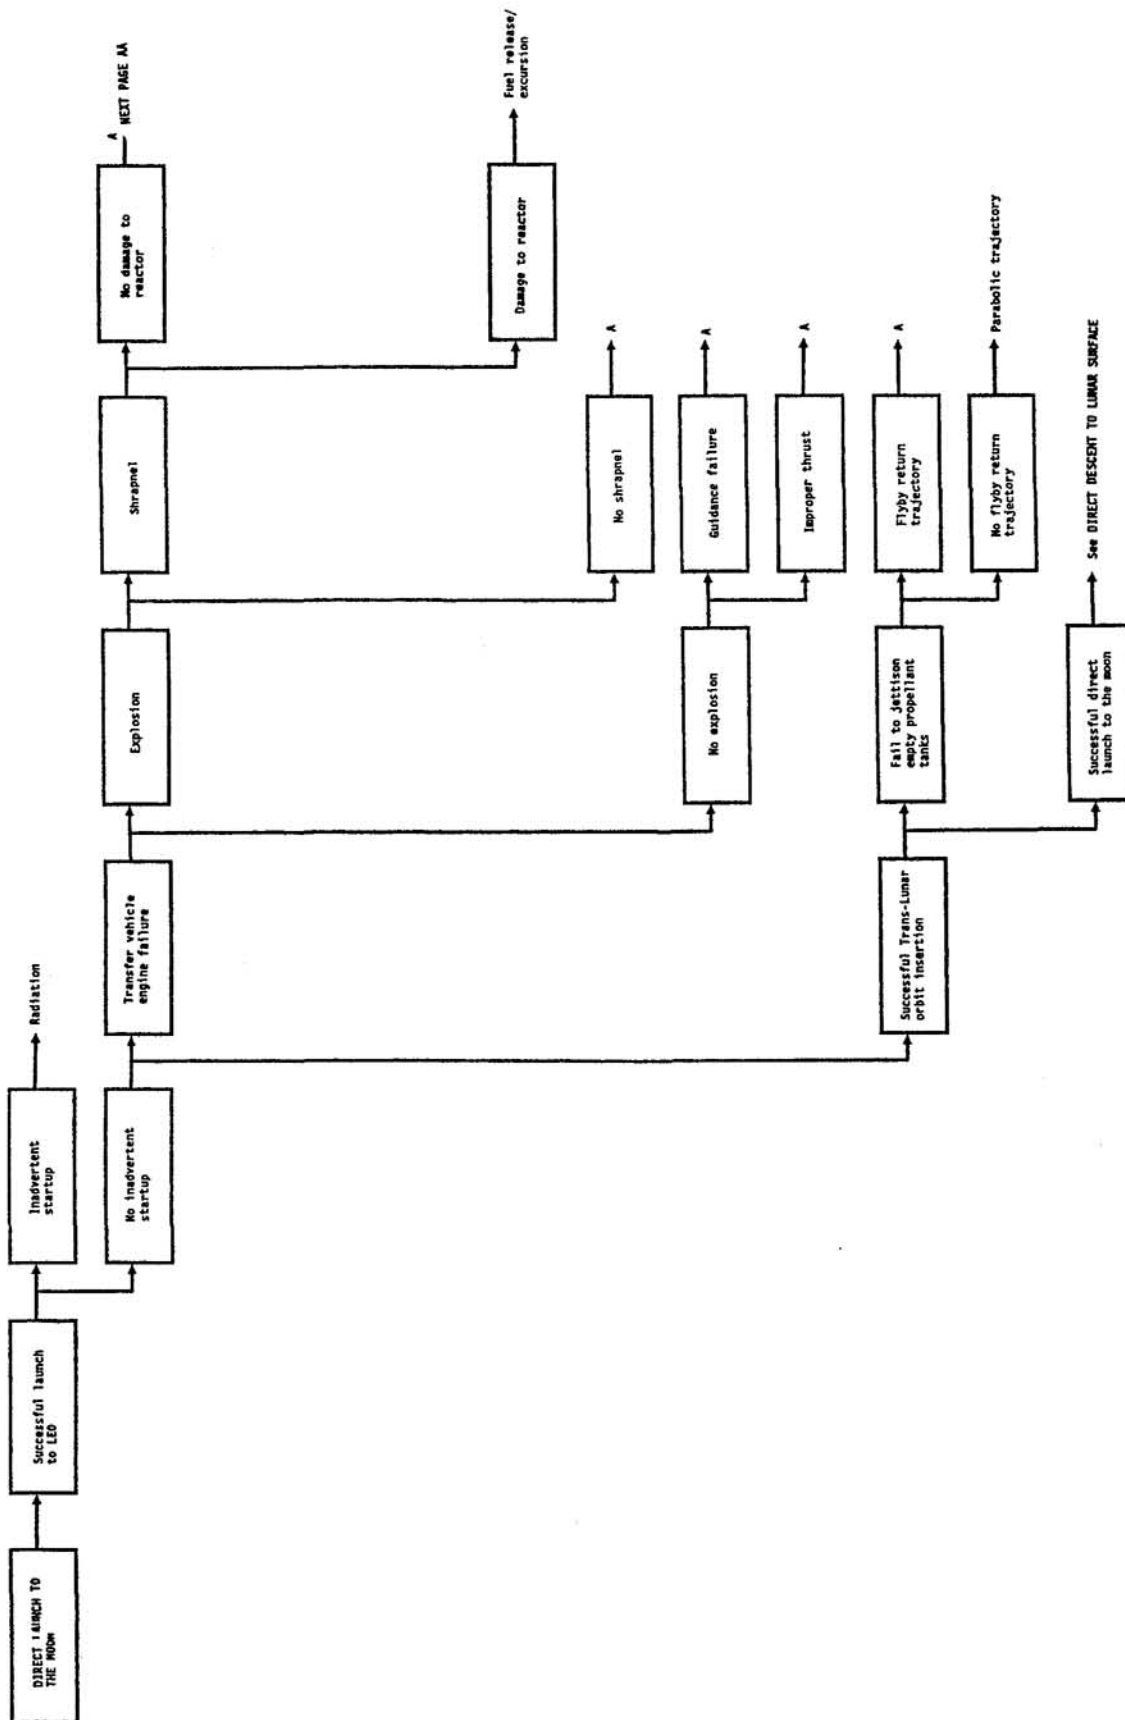 DIRECT LAUNCH TO
THE MOON
Successful launch
to LEO
Inadvertent
startup
Radiation
No inadvertent
startup
Transfer vehicle
engine failure
Explosion
Shrapnel
No damage to
reactor
A
NEXT PAGE AA
Damage to reactor
Fuel release/
excursion
No shrapnel
A
No explosion
Guidance failure
A
Improper thrust
A
Successful Trans-Lunar
orbit insertion
Fail to jettison
empty propellant
tanks
Flyby return
trajectory
A
No flyby return
trajectory
Parabolic trajectory
Successful direct
launch to the moon
See DIRECT DESCENT TO LUNAR SURFACE